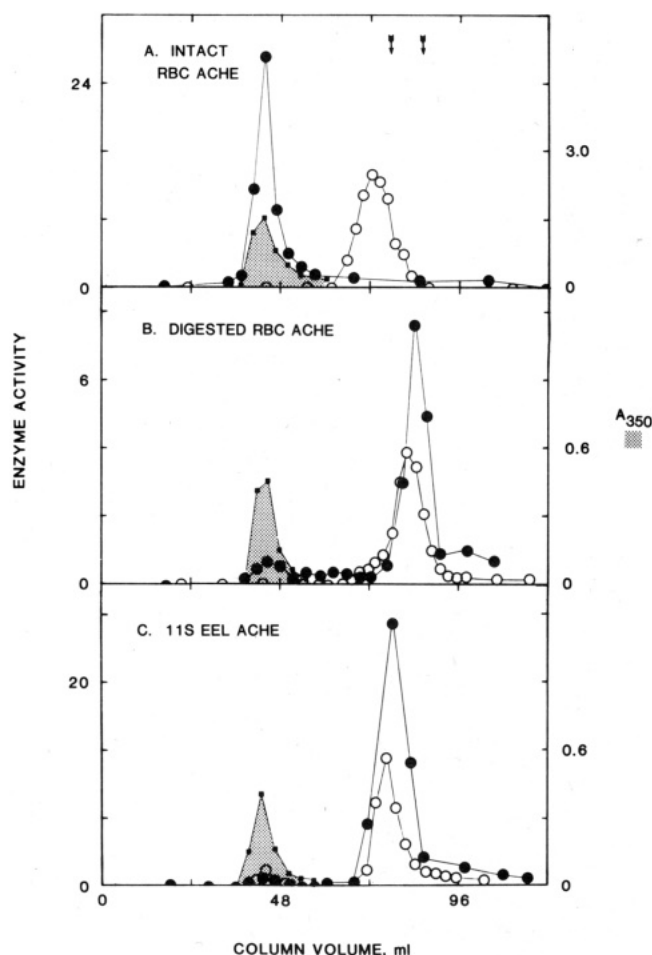 A. INTACT
RBC ACHE
24
3.0
0
0
B. DIGESTED RBC ACHE
6
0.6
ENZYME ACTIVITY
A350
0
0
C. 11S EEL ACHE
20
0.6
0
0
0
48
96
COLUMN VOLUME, ml